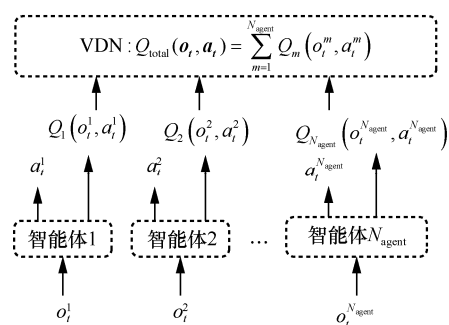 VDN : Q_total(o_t, a_t) = ∑_{m=1}^{N_agent} Q_m(o_t^m, a_t^m)
Q_1(o_t^1, a_t^1) Q_2(o_t^2, a_t^2) Q_{N_agent}(o_t^{N_agent}, a_t^{N_agent})
a_t^1 a_t^2 a_t^{N_agent}
智能体1 智能体2 … 智能体N_agent
o_t^1 o_t^2 o_t^{N_agent}